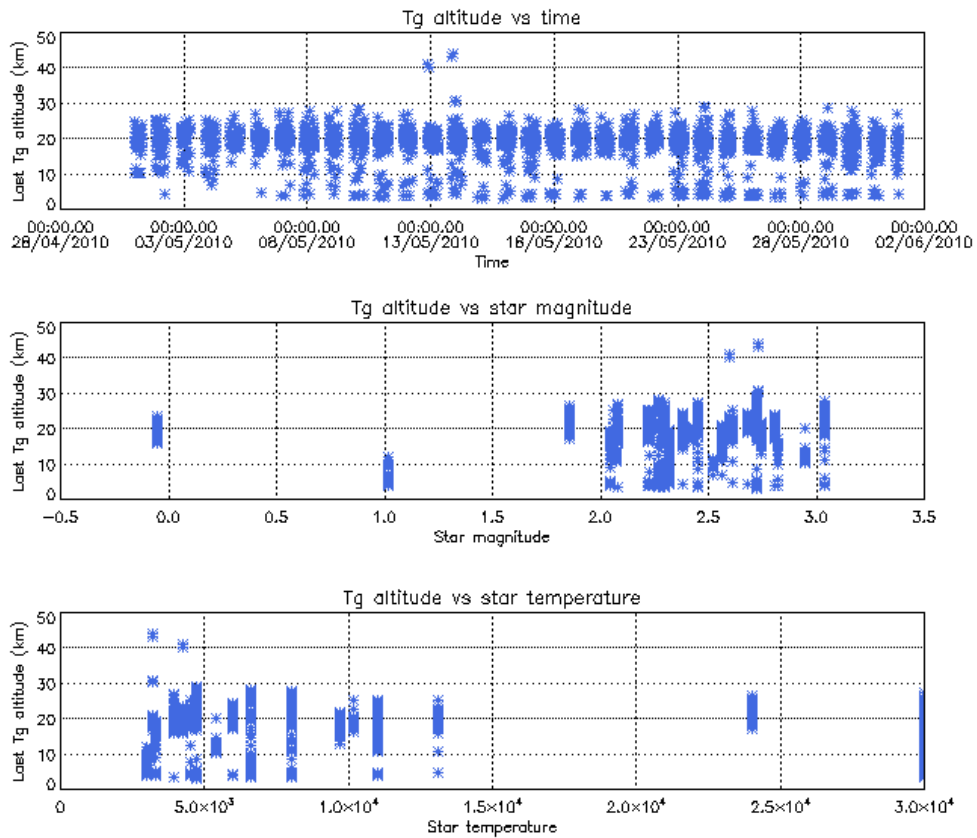 Tg altitude vs time
Last Tg altitude (km)
50
40
30
20
10
0
00:00.00 00:00.00 00:00.00 00:00.00 00:00.00 00:00.00 00:00.00 00:00.00
28/04/2010 03/05/2010 08/05/2010 13/05/2010 18/05/2010 23/05/2010 28/05/2010 02/06/2010
Time
Tg altitude vs star magnitude
Last Tg altitude (km)
50
40
30
20
10
0
-0.5 0.0 0.5 1.0 1.5 2.0 2.5 3.0 3.5
Star magnitude
Tg altitude vs star temperature
Last Tg altitude (km)
50
40
30
20
10
0
0 5.0×10³ 1.0×10⁴ 1.5×10⁴ 2.0×10⁴ 2.5×10⁴ 3.0×10⁴
Star temperature